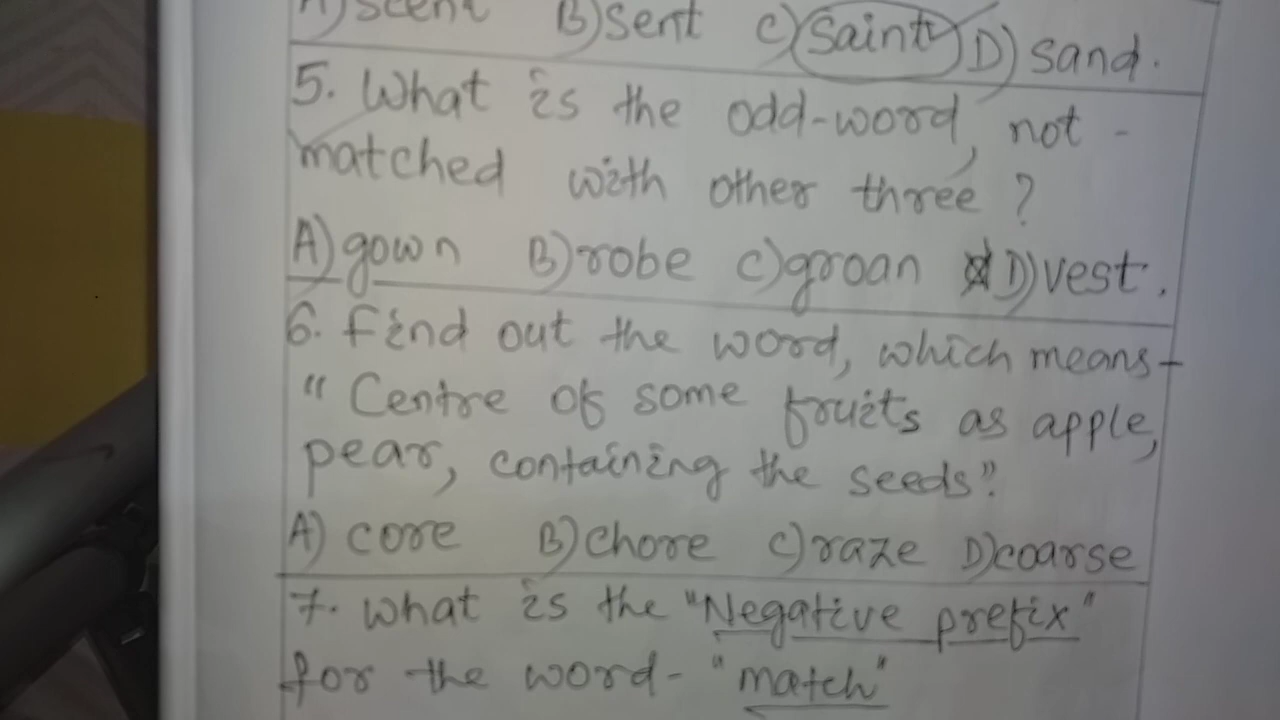 A) scent B) sent C) saint D) sand.
5. What is the odd-word, not -
matched with other three ?
A) gown B) robe C) groan D) vest.
6. Find out the word, which means-
"Centre of some fruits as apple,
pear, containing the seeds".
A) core B) chore C) raze D) coarse
7. What is the "Negative prefix"
for the word- "match"